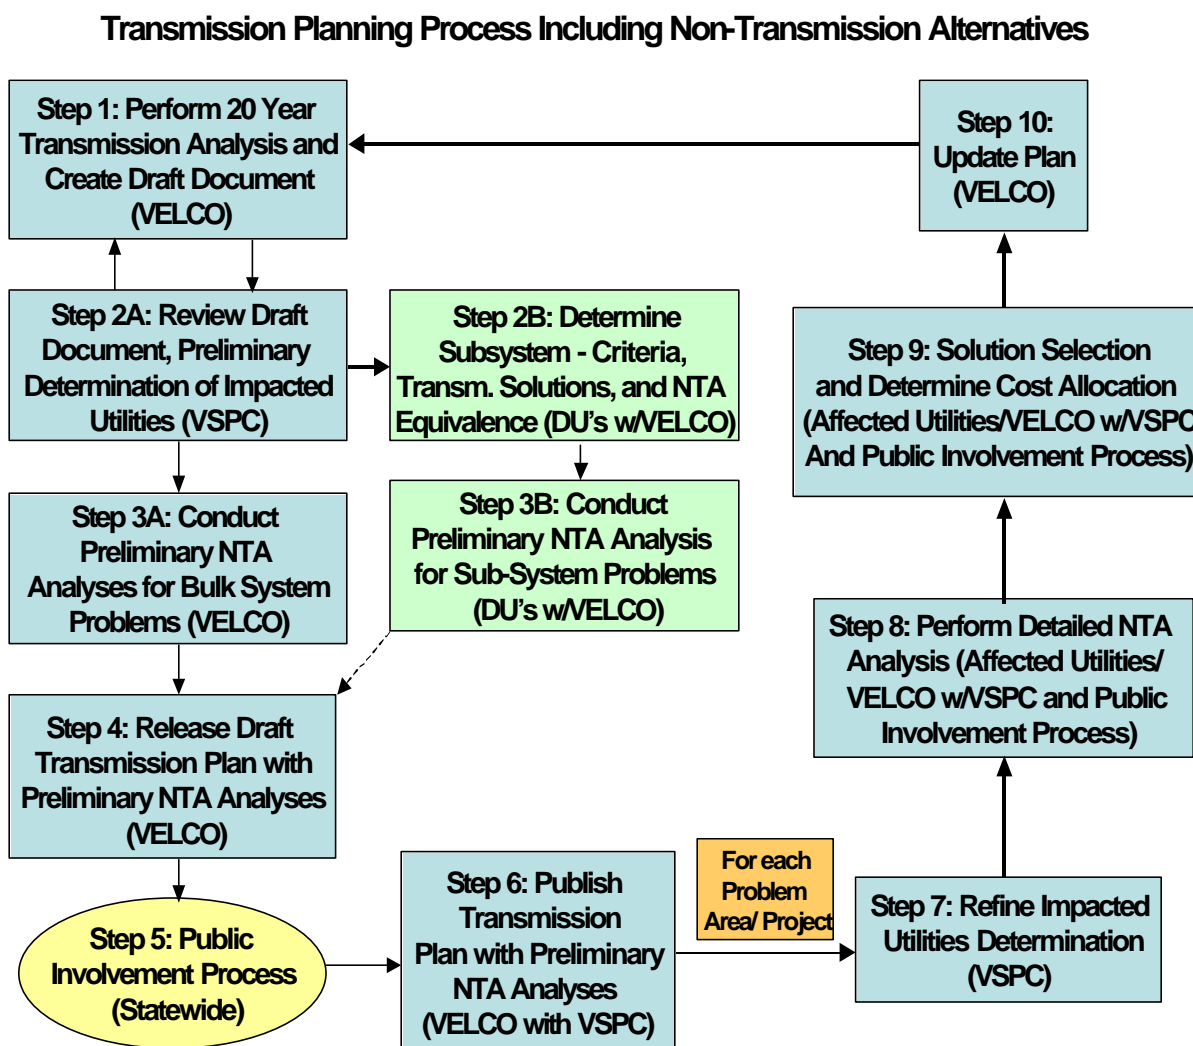 Transmission Planning Process Including Non-Transmission Alternatives
Step 1: Perform 20 Year
Transmission Analysis and
Create Draft Document
(VELCO)
Step 10:
Update Plan
(VELCO)
Step 2A: Review Draft
Document, Preliminary
Determination of Impacted
Utilities (VSPC)
Step 2B: Determine
Subsystem - Criteria,
Transm. Solutions, and NTA
Equivalence (DU's w/VELCO)
Step 9: Solution Selection
and Determine Cost Allocation
(Affected Utilities/VELCO w/VSPC
And Public Involvement Process)
Step 3A: Conduct
Preliminary NTA
Analyses for Bulk System
Problems (VELCO)
Step 3B: Conduct
Preliminary NTA Analysis
for Sub-System Problems
(DU's w/VELCO)
Step 8: Perform Detailed NTA
Analysis (Affected Utilities/
VELCO w/VSPC and Public
Involvement Process)
Step 4: Release Draft
Transmission Plan with
Preliminary NTA Analyses
(VELCO)
Step 5: Public
Involvement Process
(Statewide)
Step 6: Publish
Transmission
Plan with Preliminary
NTA Analyses
(VELCO with VSPC)
For each
Problem
Area/ Project
Step 7: Refine Impacted
Utilities Determination
(VSPC)